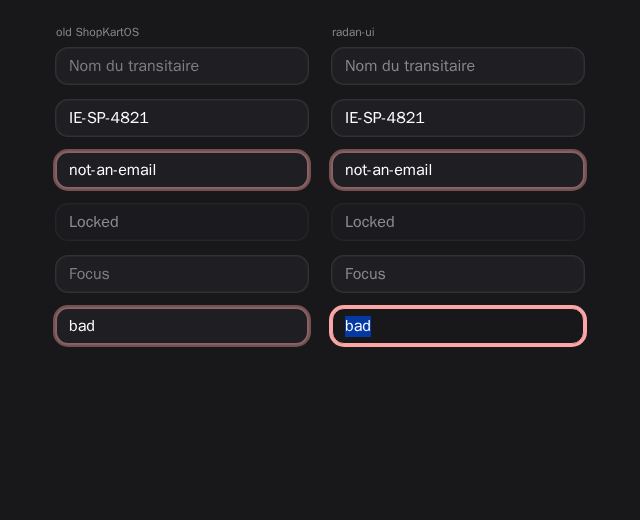 old ShopKartOS
radan-ui
Nom du transitaire
Nom du transitaire
IE-SP-4821
IE-SP-4821
not-an-email
not-an-email
Locked
Locked
Focus
Focus
bad
bad